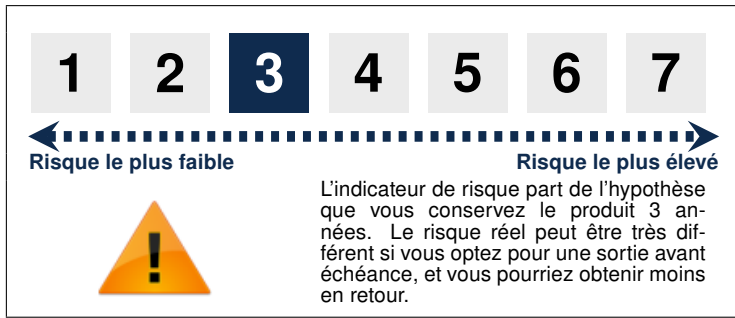 1 2 3 4 5 6 7
Risque le plus faible Risque le plus élevé
L'indicateur de risque part de l'hypothèse
que vous conservez le produit 3 an-
nées. Le risque réel peut être très dif-
férent si vous optez pour une sortie avant
échéance, et vous pourriez obtenir moins
en retour.
!